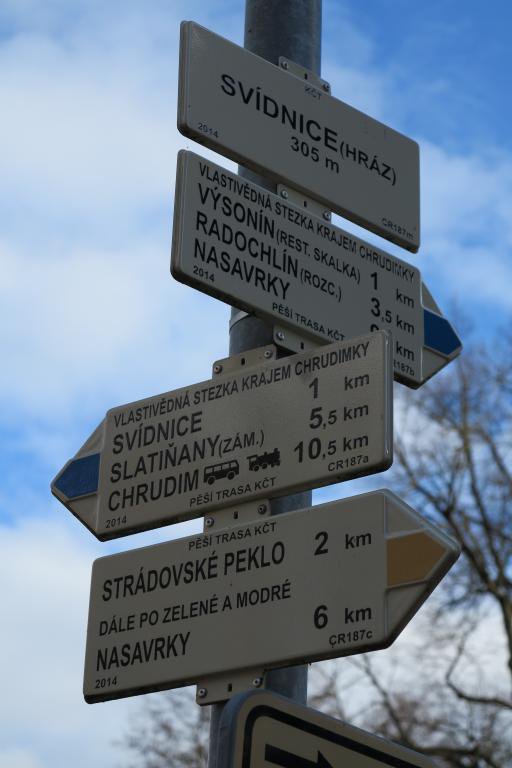 KČT
SVÍDNICE (HRÁZ)
305 m
2014
CR187m
VLASTIVĚDNÁ STEZKA KRAJEM CHRUDIMKY
VÝSONÍN (REST. SKALKA) 1 km
RADOCHLÍN (ROZC.) 3,5 km
NASAVRKY km
2014 PĚŠÍ TRASA KČT
VLASTIVĚDNÁ STEZKA KRAJEM CHRUDIMKY
SVÍDNICE 1 km
SLATIŇANY (ZÁM.) 5,5 km
CHRUDIM 10,5 km
2014 PĚŠÍ TRASA KČT CR187a
PĚŠÍ TRASA KČT
STRÁDOVSKÉ PEKLO 2 km
DÁLE PO ZELENÉ A MODRÉ
NASAVRKY 6 km
2014 CR187c